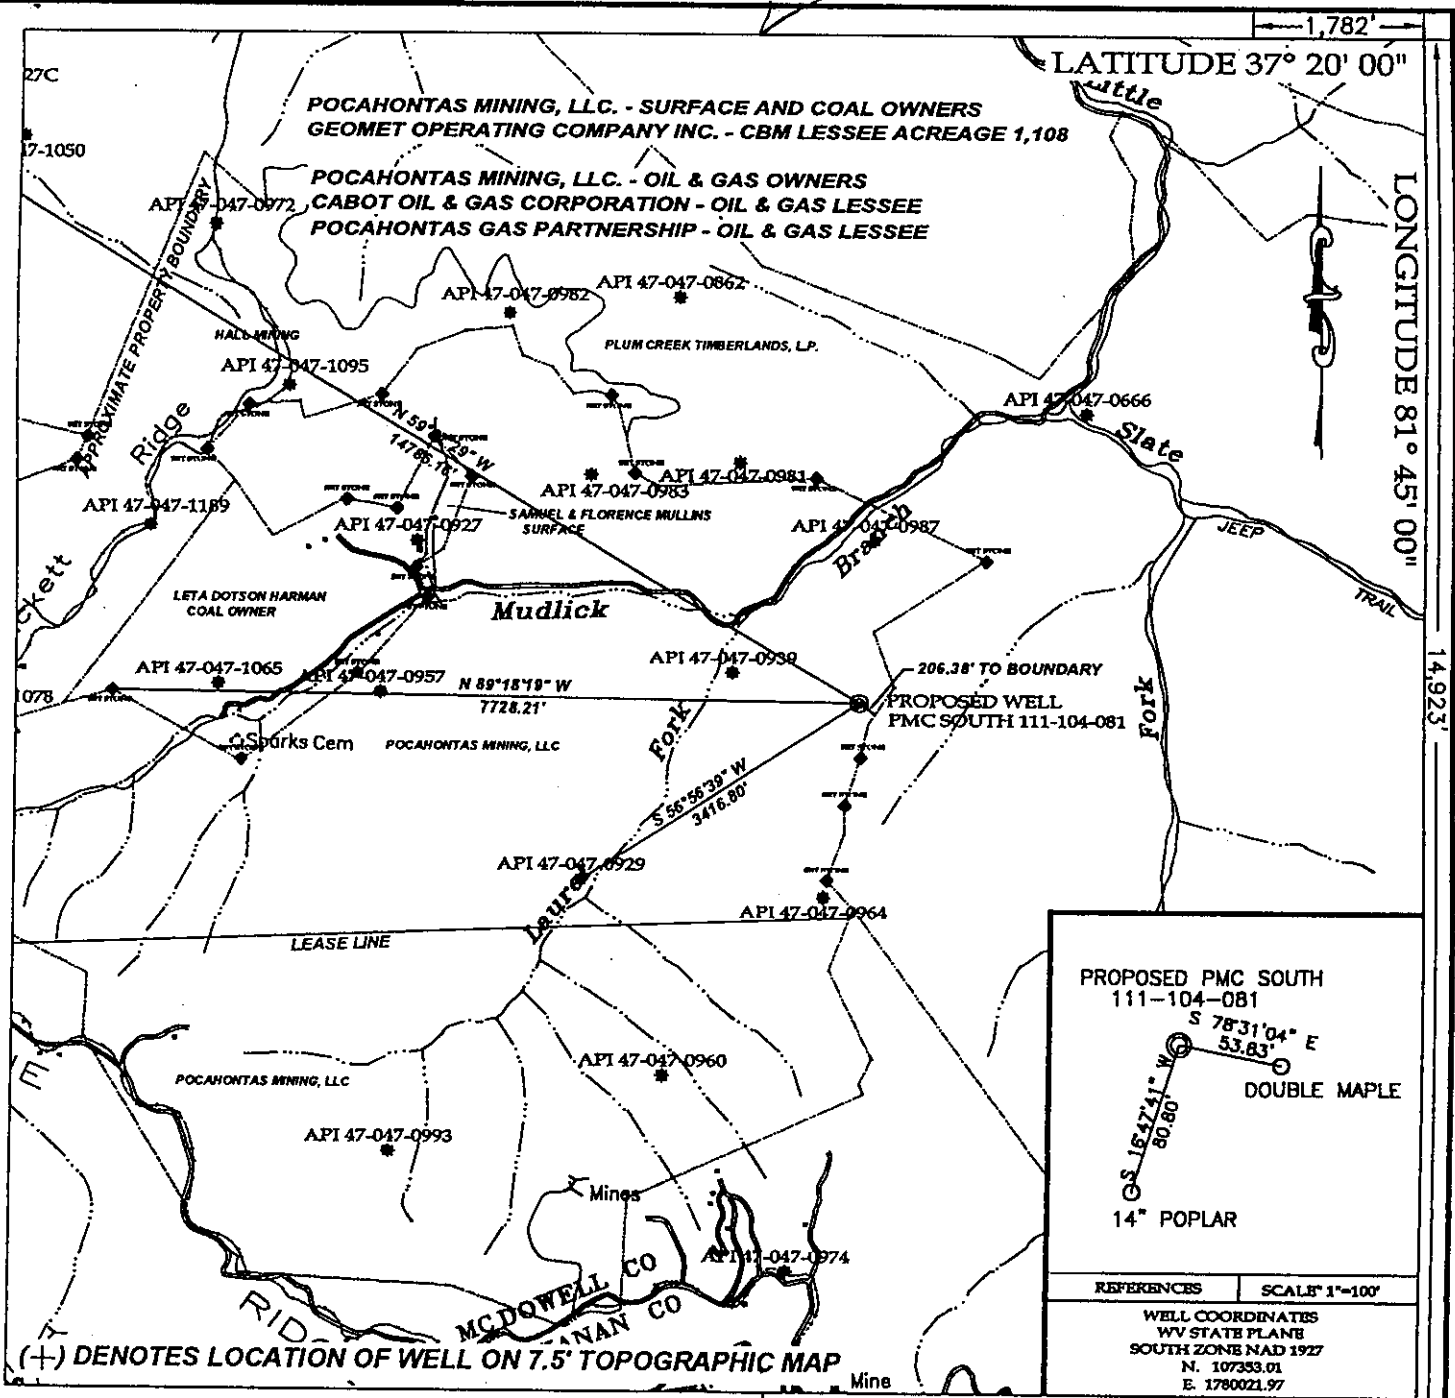 1,782'
LATITUDE 37° 20' 00"
LONGITUDE 81° 45' 00"
14,923'
27C
POCAHONTAS MINING, LLC. - SURFACE AND COAL OWNERS
GEOMET OPERATING COMPANY INC. - CBM LESSEE ACREAGE 1,108
POCAHONTAS MINING, LLC. - OIL & GAS OWNERS
CABOT OIL & GAS CORPORATION - OIL & GAS LESSEE
POCAHONTAS GAS PARTNERSHIP - OIL & GAS LESSEE
Little
47-1050
API 47-047-0972
APPROXIMATE PROPERTY BOUNDARY
API 47-047-0982
API 47-047-0862
HALL MINING
PLUM CREEK TIMBERLANDS, L.P.
API 47-047-1095
API 47-047-0666
Ridge
Slate
14785.16'
API 47-047-0983
API 47-047-0981
API 47-047-1189
API 47-047-0927
SAMUEL & FLORENCE MULLINS
SURFACE
API 47-047-0987
Branch
JEEP
TRAIL
ckett
LETA DOTSON HARMAN
COAL OWNER
Mudlick
API 47-047-1065
API 47-047-0957
API 47-047-0939
206.38' TO BOUNDARY
1078
N 89°18'19" W
7728.21'
PROPOSED WELL
PMC SOUTH 111-104-081
Fork
Fork
Sparks Cem
POCAHONTAS MINING, LLC
S 56°56'39" W
3416.80'
API 47-047-0929
Laurel
API 47-047-0964
LEASE LINE
E
POCAHONTAS MINING, LLC
API 47-047-0960
API 47-047-0993
Mines
API 47-047-0974
MCDOWELL CO
ANAN CO
RID
(+) DENOTES LOCATION OF WELL ON 7.5' TOPOGRAPHIC MAP
Mine
PROPOSED PMC SOUTH
111-104-081
S 78°31'04" E
53.83'
DOUBLE MAPLE
S 16°47'41" W
80.80'
14" POPLAR
REFERENCES
SCALE" 1"=100'
WELL COORDINATES
WV STATE PLANE
SOUTH ZONE NAD 1927
N. 107353.01
E. 1780021.97